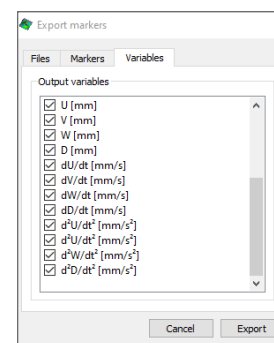 Export markers
Files Markers Variables
Output variables
U [mm]
V [mm]
W [mm]
D [mm]
dU/dt [mm/s]
dV/dt [mm/s]
dW/dt [mm/s]
dD/dt [mm/s]
d²U/dt² [mm/s²]
d²U/dt² [mm/s²]
d²W/dt² [mm/s²]
d²D/dt² [mm/s²]
Cancel Export